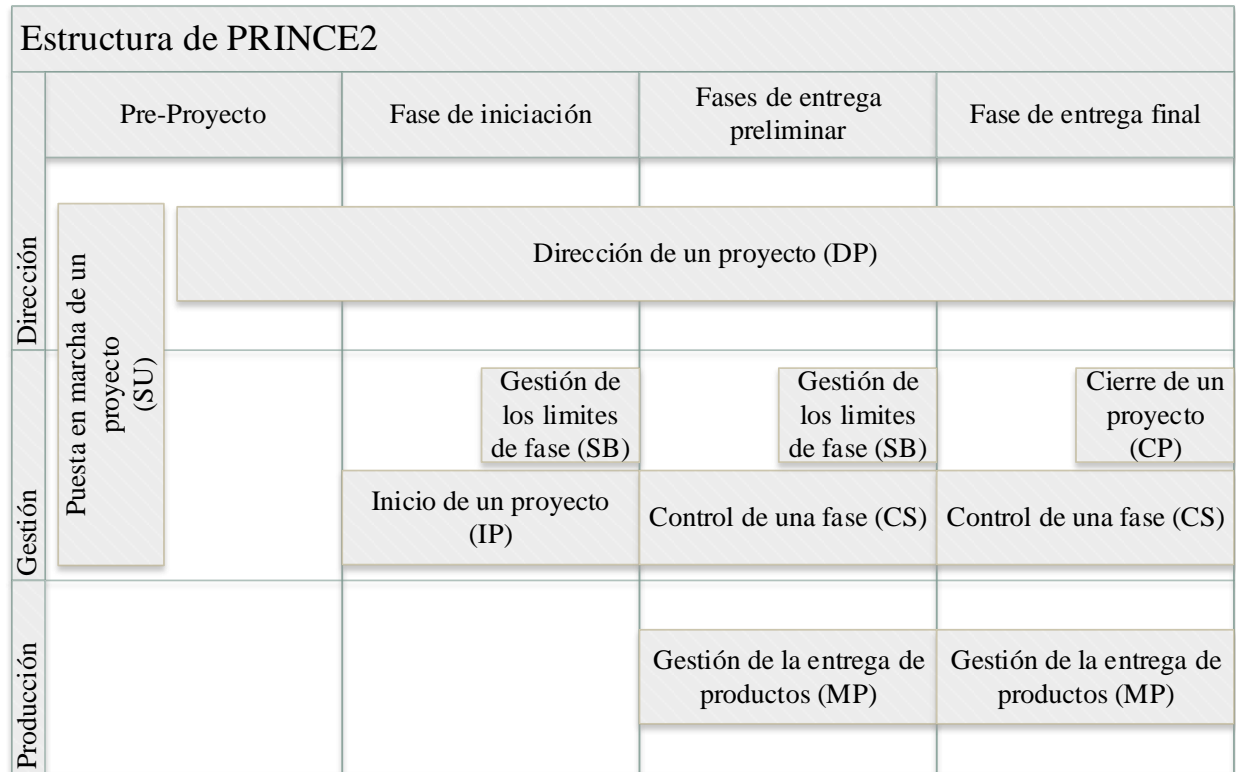 Estructura de PRINCE2
Pre-Proyecto
Fase de iniciación
Fases de entrega
preliminar
Fase de entrega final
Dirección
Puesta en marcha de un
proyecto
(SU)
Dirección de un proyecto (DP)
Gestión
Gestión de
los limites
de fase (SB)
Gestión de
los limites
de fase (SB)
Cierre de un
proyecto
(CP)
Inicio de un proyecto
(IP)
Control de una fase (CS)
Control de una fase (CS)
Producción
Gestión de la entrega de
productos (MP)
Gestión de la entrega de
productos (MP)